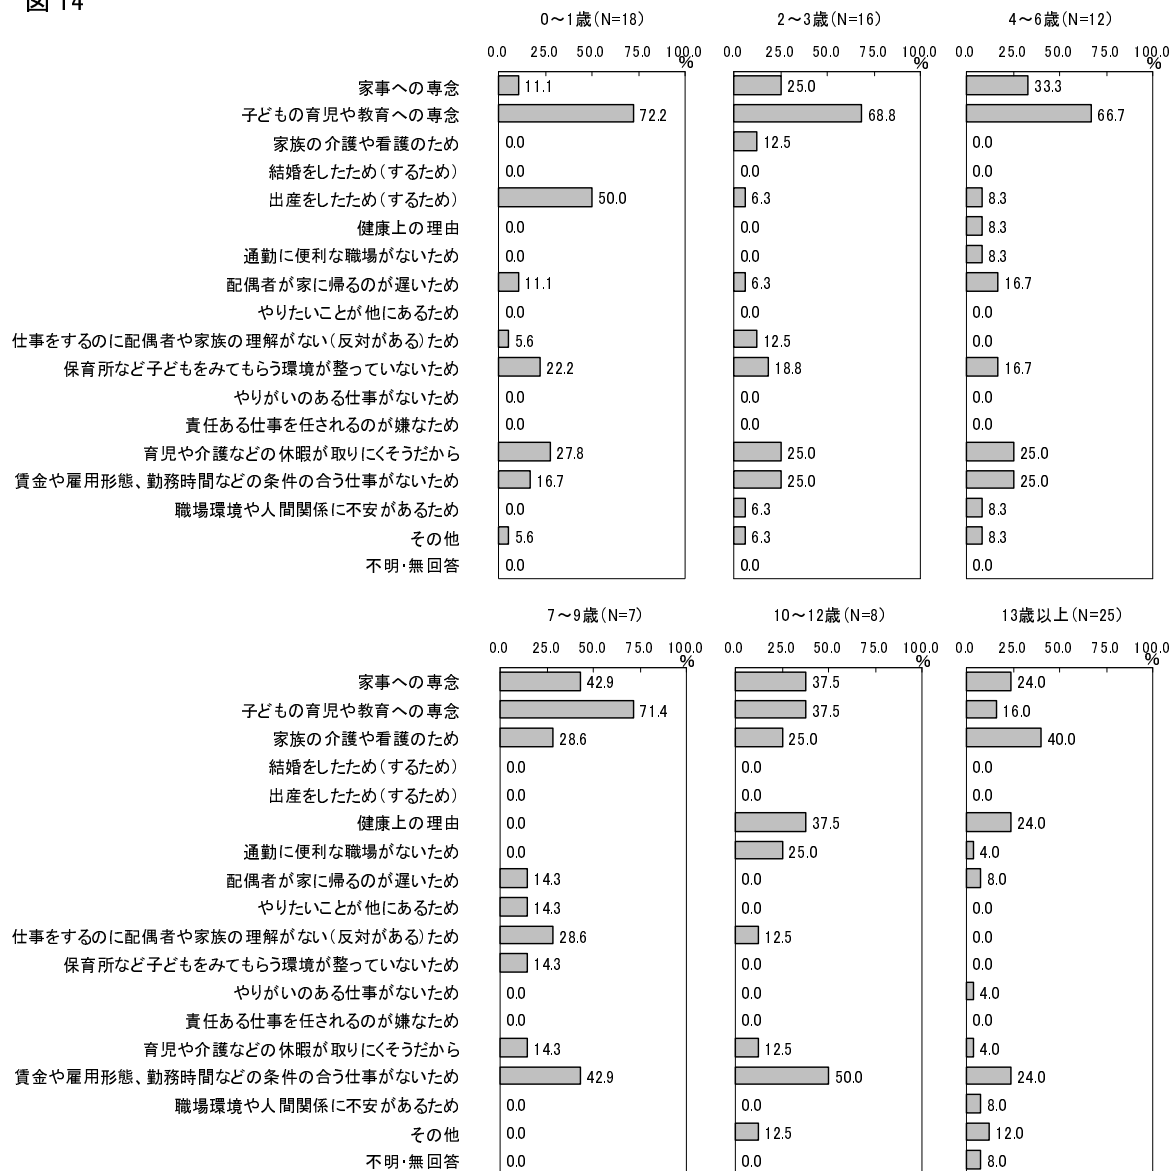 図 14
0～1歳(N=18) 2～3歳(N=16) 4～6歳(N=12)
0.0 25.0 50.0 75.0 100.0 0.0 25.0 50.0 75.0 100.0 0.0 25.0 50.0 75.0 100.0
% % %
家事への専念 11.1 25.0 33.3
子どもの育児や教育への専念 72.2 68.8 66.7
家族の介護や看護のため 0.0 12.5 0.0
結婚をしたため(するため) 0.0 0.0 0.0
出産をしたため(するため) 50.0 6.3 8.3
健康上の理由 0.0 0.0 8.3
通勤に便利な職場がないため 0.0 0.0 8.3
配偶者が家に帰るのが遅いため 11.1 6.3 16.7
やりたいことが他にあるため 0.0 0.0 0.0
仕事をするのに配偶者や家族の理解がない(反対がある)ため 5.6 12.5 0.0
保育所など子どもをみてもらう環境が整っていないため 22.2 18.8 16.7
やりがいのある仕事がないため 0.0 0.0 0.0
責任ある仕事を任されるのが嫌なため 0.0 0.0 0.0
育児や介護などの休暇が取りにくそうだから 27.8 25.0 25.0
賃金や雇用形態、勤務時間などの条件の合う仕事がないため 16.7 25.0 25.0
職場環境や人間関係に不安があるため 0.0 6.3 8.3
その他 5.6 6.3 8.3
不明・無回答 0.0 0.0 0.0
7～9歳(N=7) 10～12歳(N=8) 13歳以上(N=25)
0.0 25.0 50.0 75.0 100.0 0.0 25.0 50.0 75.0 100.0 0.0 25.0 50.0 75.0 100.0
% % %
家事への専念 42.9 37.5 24.0
子どもの育児や教育への専念 71.4 37.5 16.0
家族の介護や看護のため 28.6 25.0 40.0
結婚をしたため(するため) 0.0 0.0 0.0
出産をしたため(するため) 0.0 0.0 0.0
健康上の理由 0.0 37.5 24.0
通勤に便利な職場がないため 0.0 25.0 4.0
配偶者が家に帰るのが遅いため 14.3 0.0 8.0
やりたいことが他にあるため 14.3 0.0 0.0
仕事をするのに配偶者や家族の理解がない(反対がある)ため 28.6 12.5 0.0
保育所など子どもをみてもらう環境が整っていないため 14.3 0.0 0.0
やりがいのある仕事がないため 0.0 0.0 4.0
責任ある仕事を任されるのが嫌なため 0.0 0.0 0.0
育児や介護などの休暇が取りにくそうだから 14.3 12.5 4.0
賃金や雇用形態、勤務時間などの条件の合う仕事がないため 42.9 50.0 24.0
職場環境や人間関係に不安があるため 0.0 0.0 8.0
その他 0.0 12.5 12.0
不明・無回答 0.0 0.0 8.0